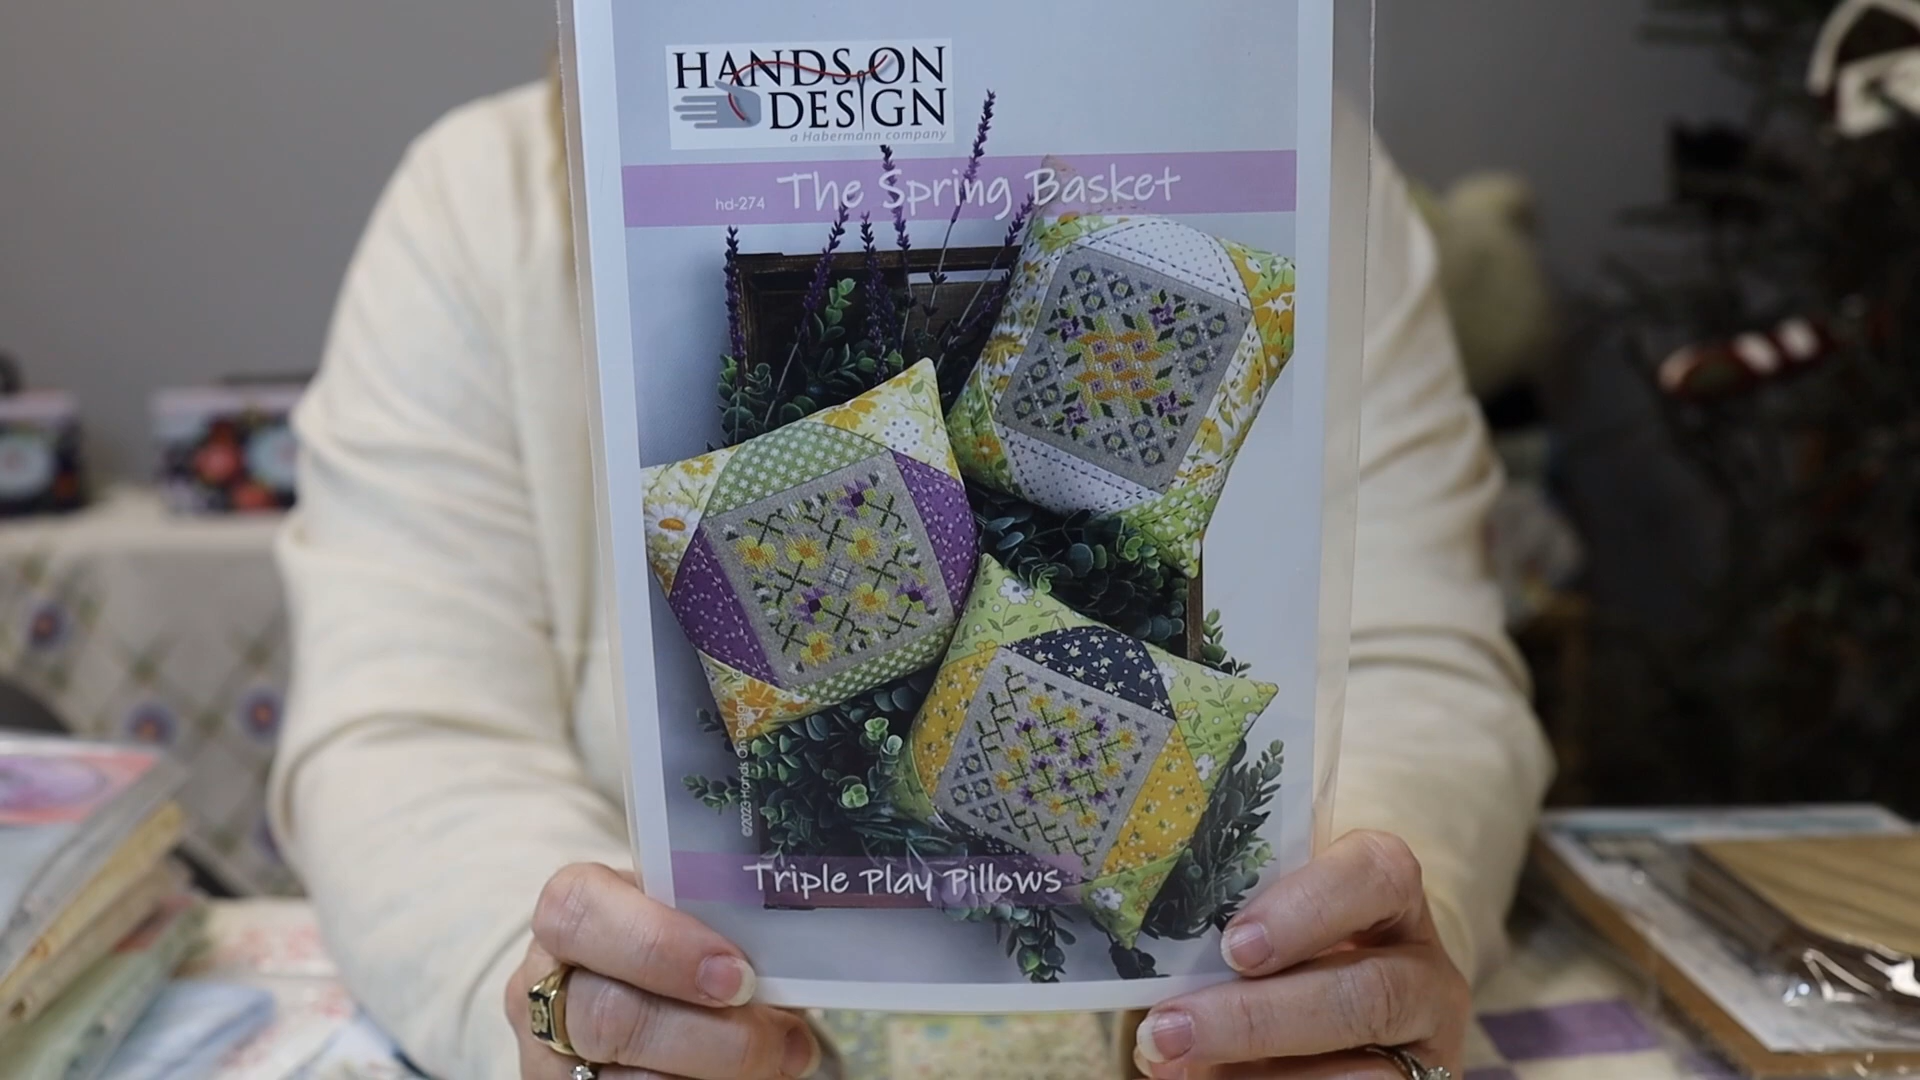 HANDS ON
DESIGN
a Habermann company
hd-274 The Spring Basket
©2023 Hands On Design, LLC
Triple Play Pillows